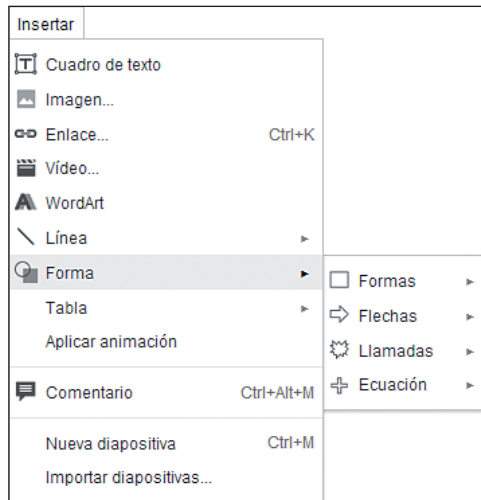 Insertar
Cuadro de texto
Imagen...
Enlace... Ctrl+K
Vídeo...
WordArt
Línea
Forma
Tabla
Aplicar animación
Comentario Ctrl+Alt+M
Nueva diapositiva Ctrl+M
Importar diapositivas...
Formas
Flechas
Llamadas
Ecuación